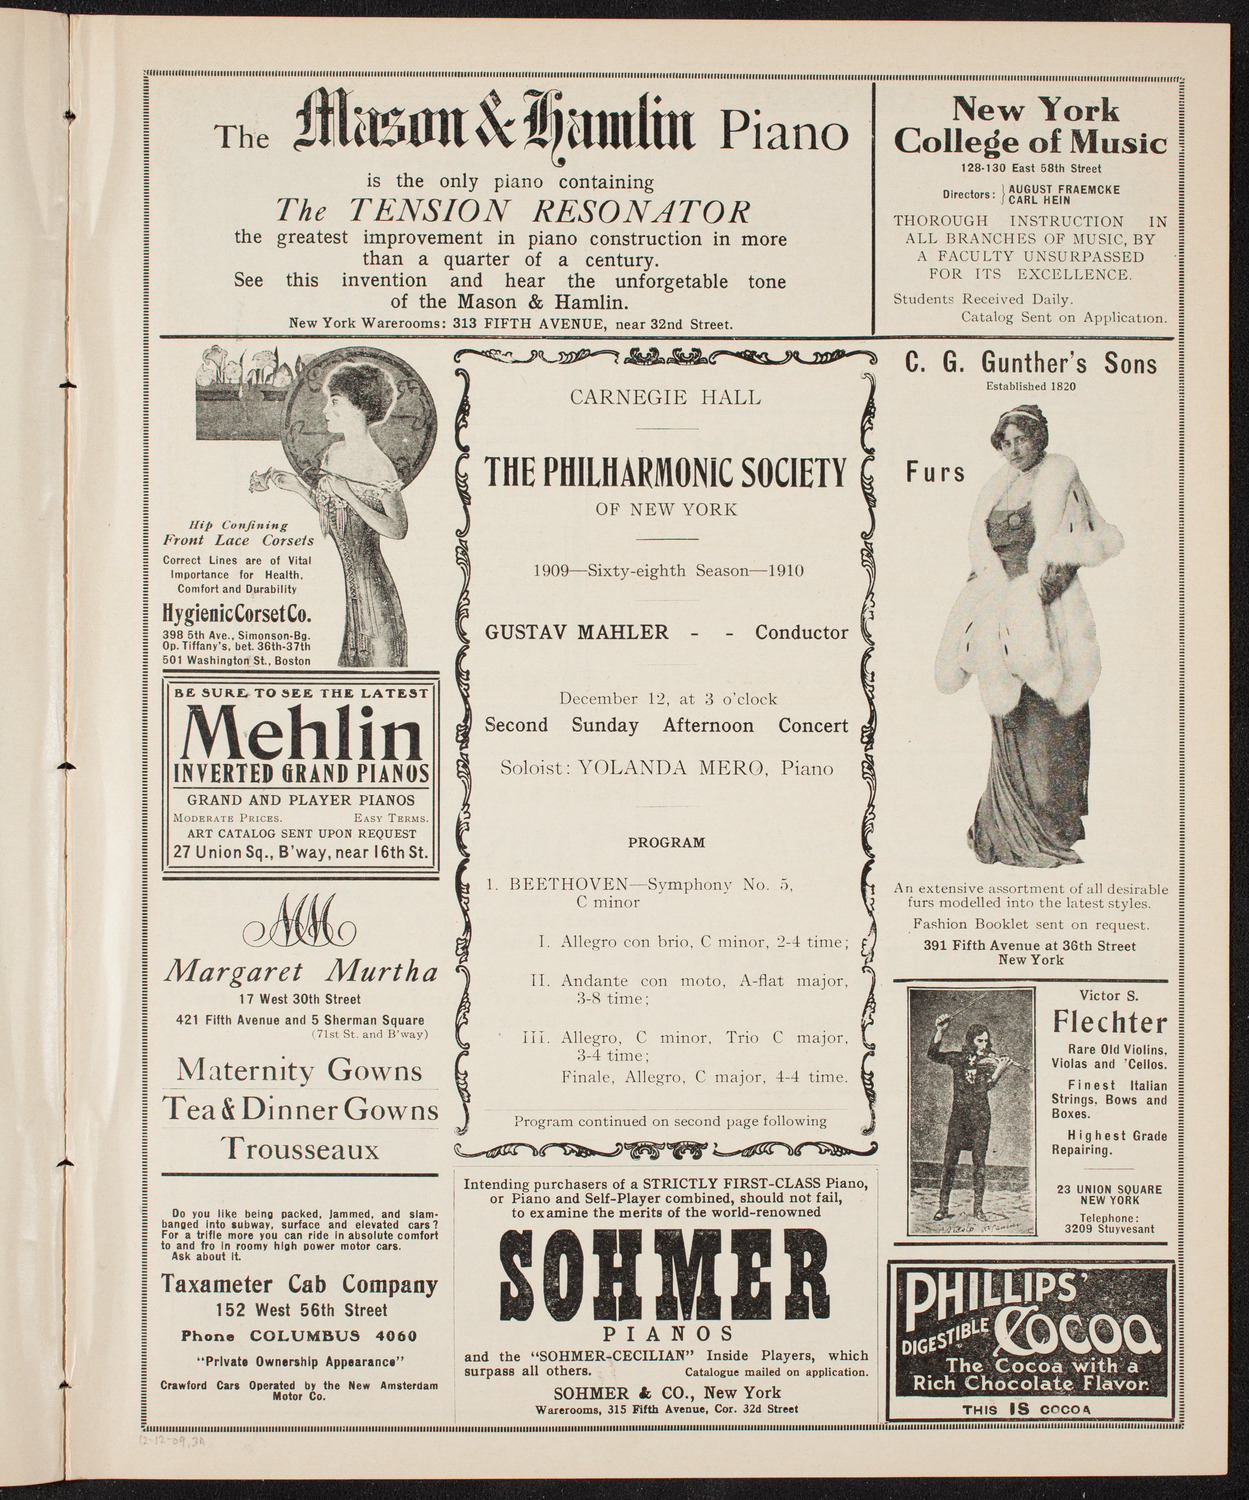 The Mason & Hamlin Piano
is the only piano containing
The TENSION RESONATOR
the greatest improvement in piano construction in more
than a quarter of a century.
See this invention and hear the unforgetable tone
of the Mason & Hamlin.
New York Warerooms: 313 FIFTH AVENUE, near 32nd Street.
New York
College of Music
128-130 East 58th Street
Directors: } AUGUST FRAEMCKE
CARL HEIN
THOROUGH INSTRUCTION IN
ALL BRANCHES OF MUSIC, BY
A FACULTY UNSURPASSED
FOR ITS EXCELLENCE.
Students Received Daily.
Catalog Sent on Application.
Hip Confining
Front Lace Corsets
Correct Lines are of Vital
Importance for Health,
Comfort and Durability
Hygienic Corset Co.
398 5th Ave., Simonson-Bg.
Op. Tiffany's, bet. 36th-37th
501 Washington St., Boston
BE SURE TO SEE THE LATEST
Mehlin
INVERTED GRAND PIANOS
GRAND AND PLAYER PIANOS
MODERATE PRICES. EASY TERMS.
ART CATALOG SENT UPON REQUEST
27 Union Sq., B'way, near 16th St.
MM
Margaret Murtha
17 West 30th Street
421 Fifth Avenue and 5 Sherman Square
(71st St. and B'way)
Maternity Gowns
Tea & Dinner Gowns
Trousseaux
Do you like being packed, jammed, and slam-
banged into subway, surface and elevated cars?
For a trifle more you can ride in absolute comfort
to and fro in roomy high power motor cars.
Ask about it.
Taxameter Cab Company
152 West 56th Street
Phone COLUMBUS 4060
"Private Ownership Appearance"
Crawford Cars Operated by the New Amsterdam
Motor Co.
CARNEGIE HALL
THE PHILHARMONIC SOCIETY
OF NEW YORK
1909—Sixty-eighth Season—1910
GUSTAV MAHLER - - Conductor
December 12, at 3 o'clock
Second Sunday Afternoon Concert
Soloist: YOLANDA MERO, Piano
PROGRAM
1. BEETHOVEN—Symphony No. 5,
C minor
I. Allegro con brio, C minor, 2-4 time;
II. Andante con moto, A-flat major,
3-8 time;
III. Allegro, C minor, Trio C major,
3-4 time;
Finale, Allegro, C major, 4-4 time.
Program continued on second page following
Intending purchasers of a STRICTLY FIRST-CLASS Piano,
or Piano and Self-Player combined, should not fail,
to examine the merits of the world-renowned
SOHMER
PIANOS
and the "SOHMER-CECILIAN" Inside Players, which
surpass all others. Catalogue mailed on application.
SOHMER & CO., New York
Warerooms, 315 Fifth Avenue, Cor. 32d Street
C. G. Gunther's Sons
Established 1820
Furs
An extensive assortment of all desirable
furs modelled into the latest styles.
Fashion Booklet sent on request.
391 Fifth Avenue at 36th Street
New York
Victor S.
Flechter
Rare Old Violins,
Violas and 'Cellos.
Finest Italian
Strings, Bows and
Boxes.
Highest Grade
Repairing.
23 UNION SQUARE
NEW YORK
Telephone:
3209 Stuyvesant
PHILLIPS'
DIGESTIBLE COCOA
The Cocoa with a
Rich Chocolate Flavor.
THIS IS COCOA
12-12-09, 3A